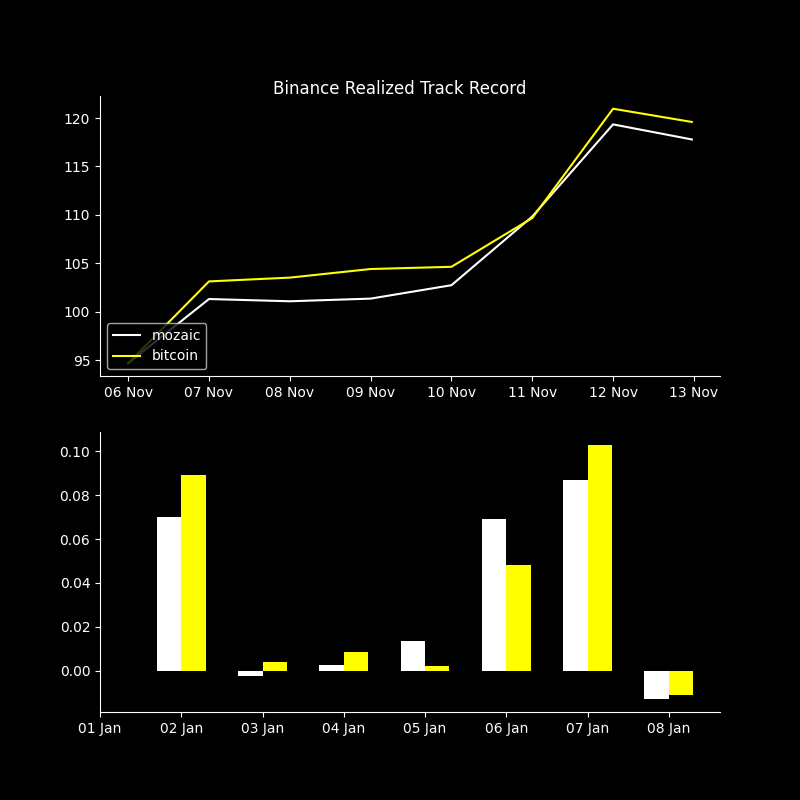 Binance Realized Track Record
120
115
110
105
100
95
mozaic
bitcoin
06 Nov 07 Nov 08 Nov 09 Nov 10 Nov 11 Nov 12 Nov 13 Nov
0.10
0.08
0.06
0.04
0.02
0.00
01 Jan 02 Jan 03 Jan 04 Jan 05 Jan 06 Jan 07 Jan 08 Jan